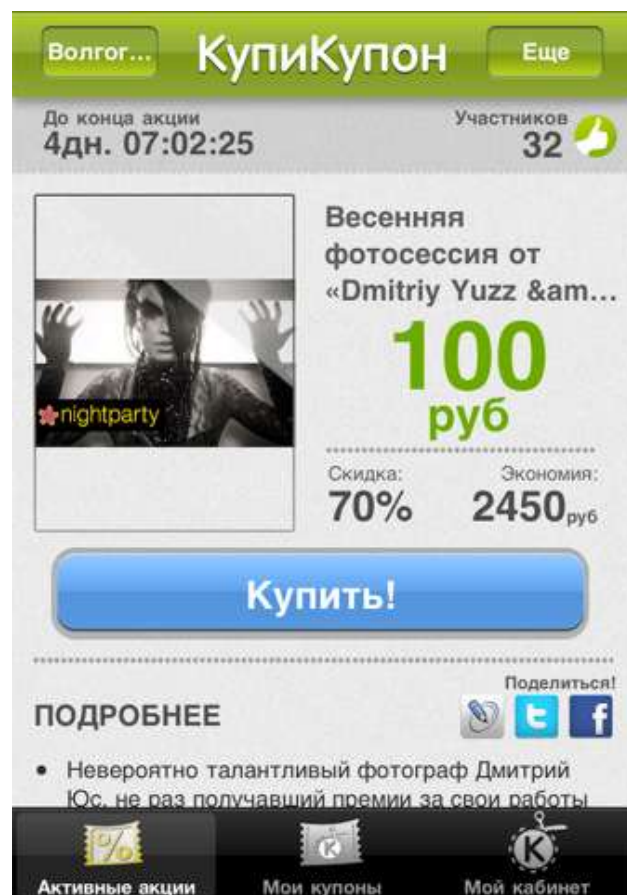 Волгог...
КупиКупон
Еще
До конца акции
4дн. 07:02:25
Участников
32
Весенняя
фотосессия от
«Dmitriy Yuzz &am...
100
руб
nightparty
Скидка:
70%
Экономия:
2450руб
Купить!
Поделиться!
ПОДРОБНЕЕ
• Невероятно талантливый фотограф Дмитрий
Юс, не раз получавший премии за свои работы
%
K
K
Активные акции
Мои купоны
Мой кабинет